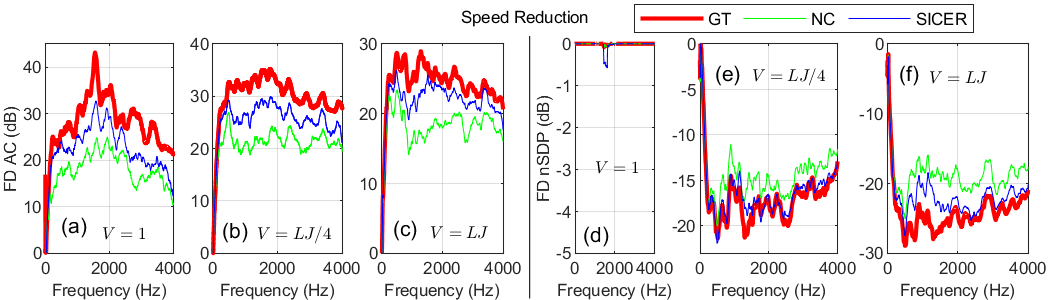 Speed Reduction
GT NC SICER
FD AC (dB)
40
30
20
10
0
(a) V = 1
0 2000 4000
Frequency (Hz)
40
30
20
10
0
(b) V = LJ/4
0 2000 4000
Frequency (Hz)
30
20
10
0
(c) V = LJ
0 2000 4000
Frequency (Hz)
FD nSDP (dB)
0
-1
-2
-3
-4
-5
V = 1
(d)
0 2000 4000
Frequency (Hz)
0
-5
-10
-15
-20
(e) V = LJ/4
0 2000 4000
Frequency (Hz)
0
-10
-20
-30
(f) V = LJ
0 2000 4000
Frequency (Hz)